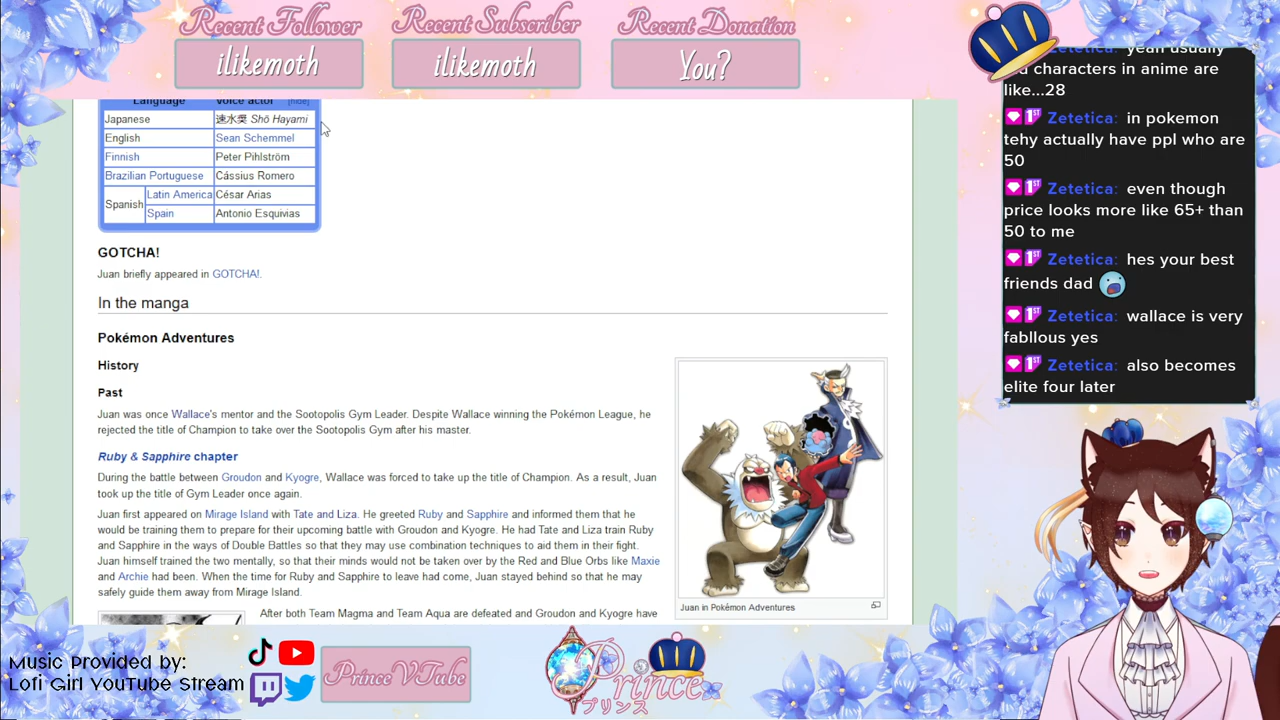 Recent Follower
ilikemoth
Recent Subscriber
ilikemoth
Recent Donation
You?
Language Voice actor [hide]
Japanese 速水奨 Shō Hayami
English Sean Schemmel
Finnish Peter Pihlström
Brazilian Portuguese Cássius Romero
Spanish Latin America César Arias
Spain Antonio Esquivias
GOTCHA!
Juan briefly appeared in GOTCHA!.
In the manga
Pokémon Adventures
History
Past
Juan was once Wallace's mentor and the Sootopolis Gym Leader. Despite Wallace winning the Pokémon League, he
rejected the title of Champion to take over the Sootopolis Gym after his master.
Ruby & Sapphire chapter
During the battle between Groudon and Kyogre, Wallace was forced to take up the title of Champion. As a result, Juan
took up the title of Gym Leader once again.
Juan first appeared on Mirage Island with Tate and Liza. He greeted Ruby and Sapphire and informed them that he
would be training them to prepare for their upcoming battle with Groudon and Kyogre. He had Tate and Liza train Ruby
and Sapphire in the ways of Double Battles so that they may use combination techniques to aid them in their fight.
Juan himself trained the two mentally, so that their minds would not be taken over by the Red and Blue Orbs like Maxie
and Archie had been. When the time for Ruby and Sapphire to leave had come, Juan stayed behind so that he may
safely guide them away from Mirage Island.
After both Team Magma and Team Aqua are defeated and Groudon and Kyogre have
Juan in Pokémon Adventures
Zetetica: yeah usually
characters in anime are
like...28
1ST Zetetica: in pokemon
tehy actually have ppl who are
50
1ST Zetetica: even though
price looks more like 65+ than
50 to me
1ST Zetetica: hes your best
friends dad
1ST Zetetica: wallace is very
fabllous yes
1ST Zetetica: also becomes
elite four later
Music Provided by:
Lofi Girl YouTube Stream
PrinceVTube
Prince
プリンス